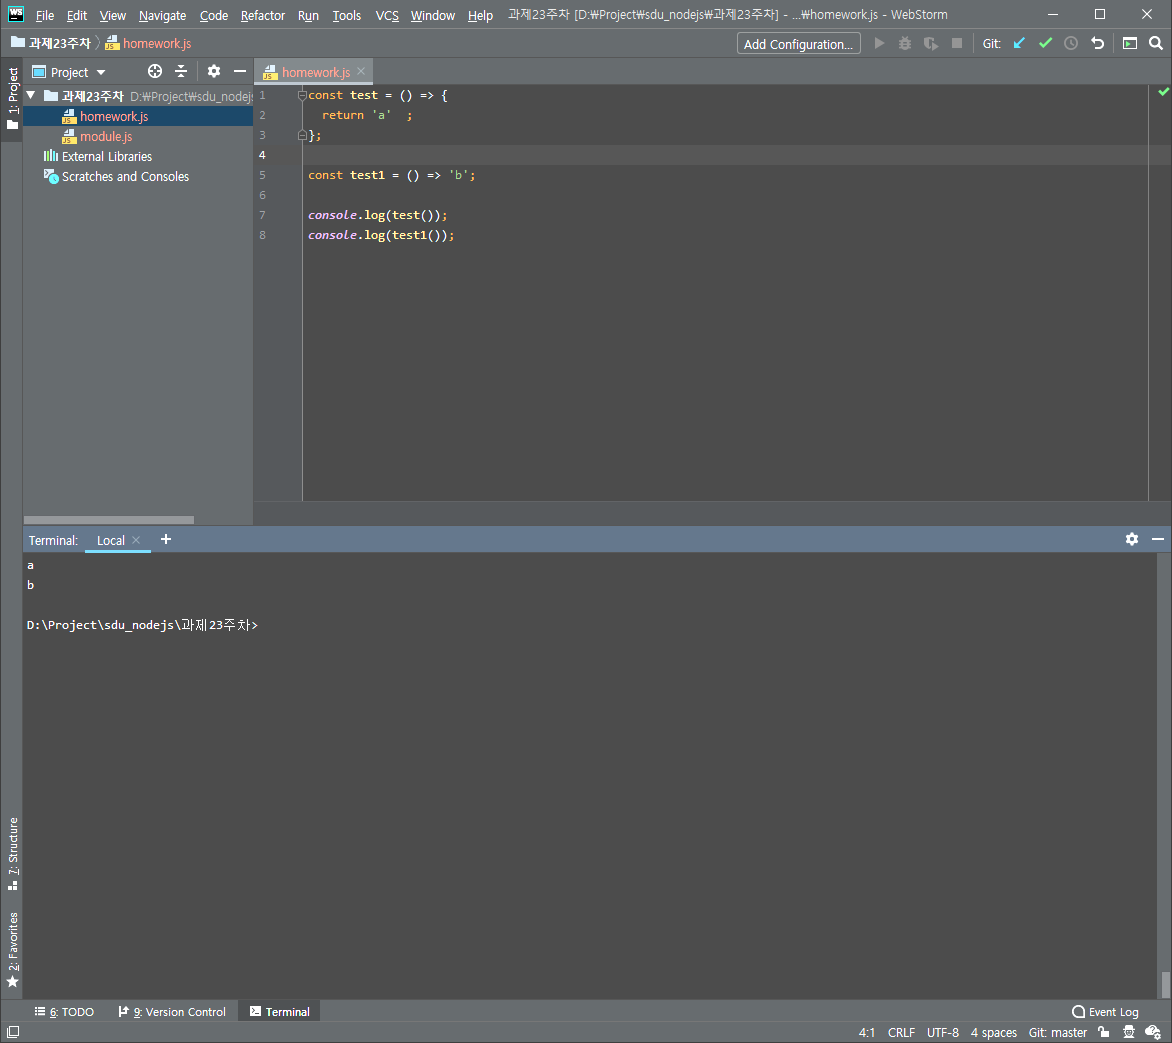 WS File Edit View Navigate Code Refactor Run Tools VCS Window Help 과제23주차 [D:₩Project₩sdu_nodejs₩과제23주차] - ...₩homework.js - WebStorm
과제23주차 homework.js Add Configuration... Git:
1: Project
Project
homework.js
과제23주차 D:₩Project₩sdu_nodejs
homework.js
module.js
External Libraries
Scratches and Consoles
1 const test = () => {
2 return 'a'  ;
3 };
4
5 const test1 = () => 'b';
6
7 console.log(test());
8 console.log(test1());
Terminal: Local +
a
b
D:\Project\sdu_nodejs\과제23주차>
7: Structure
2: Favorites
6: TODO 9: Version Control Terminal Event Log
4:1 CRLF UTF-8 4 spaces Git: master